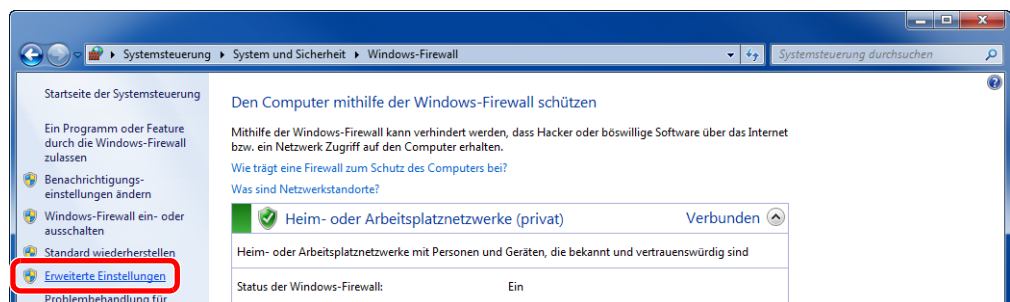 Systemsteuerung ▸ System und Sicherheit ▸ Windows-Firewall
Systemsteuerung durchsuchen
Startseite der Systemsteuerung
Ein Programm oder Feature
durch die Windows-Firewall
zulassen
Benachrichtigungs-
einstellungen ändern
Windows-Firewall ein- oder
ausschalten
Standard wiederherstellen
Erweiterte Einstellungen
Problembehandlung für
Den Computer mithilfe der Windows-Firewall schützen
Mithilfe der Windows-Firewall kann verhindert werden, dass Hacker oder böswillige Software über das Internet
bzw. ein Netzwerk Zugriff auf den Computer erhalten.
Wie trägt eine Firewall zum Schutz des Computers bei?
Was sind Netzwerkstandorte?
Heim- oder Arbeitsplatznetzwerke (privat) Verbunden
Heim- oder Arbeitsplatznetzwerke mit Personen und Geräten, die bekannt und vertrauenswürdig sind
Status der Windows-Firewall: Ein